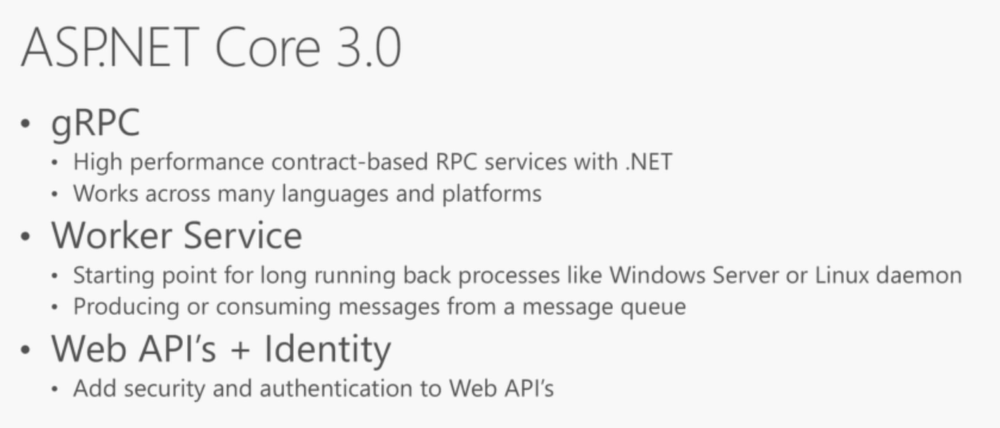 ASP.NET Core 3.0
• gRPC
• High performance contract-based RPC services with .NET
• Works across many languages and platforms
• Worker Service
• Starting point for long running back processes like Windows Server or Linux daemon
• Producing or consuming messages from a message queue
• Web API's + Identity
• Add security and authentication to Web API's